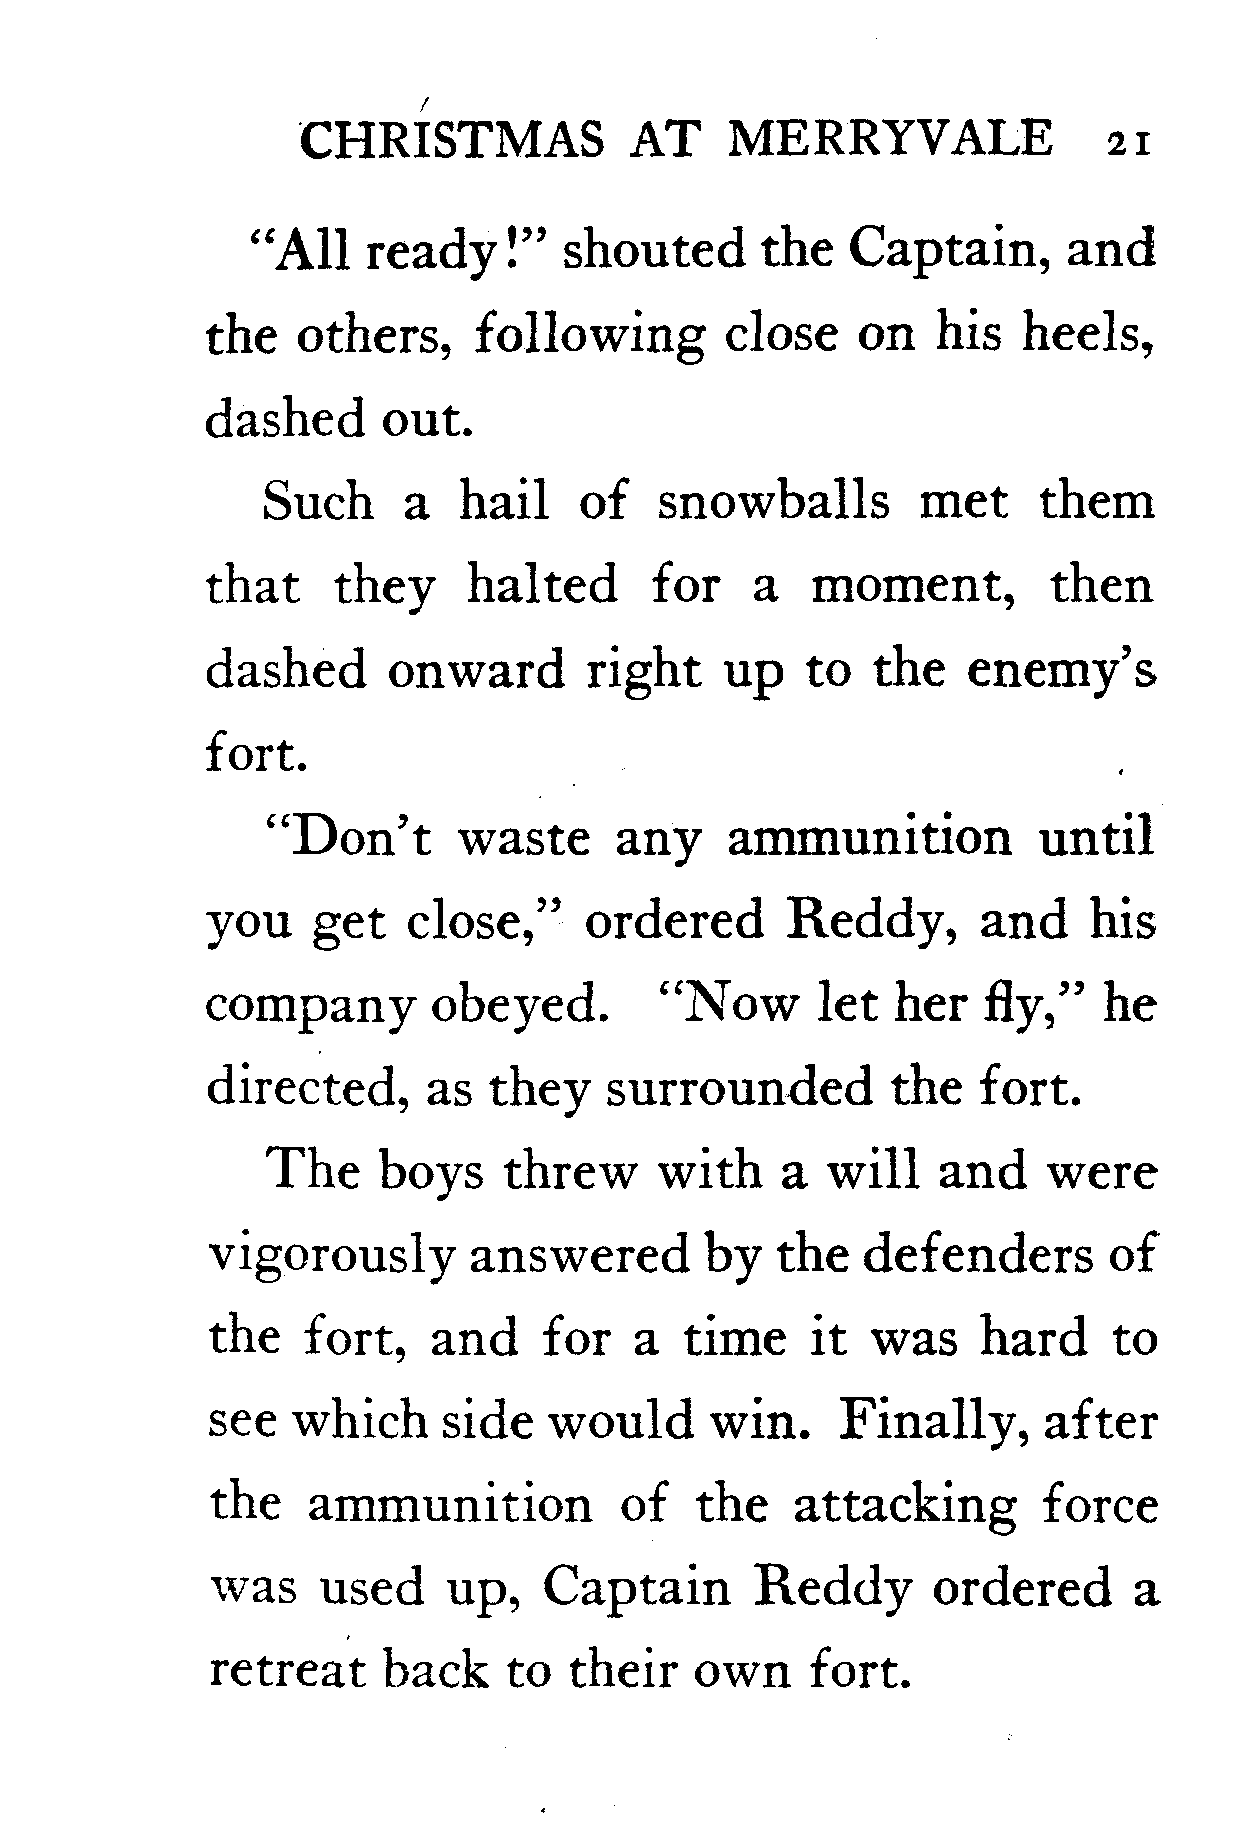 CHRISTMAS AT MERRYVALE 21
"All ready!" shouted the Captain, and
the others, following close on his heels,
dashed out.
Such a hail of snowballs met them
that they halted for a moment, then
dashed onward right up to the enemy's
fort.
"Don't waste any ammunition until
you get close," ordered Reddy, and his
company obeyed. "Now let her fly," he
directed, as they surrounded the fort.
The boys threw with a will and were
vigorously answered by the defenders of
the fort, and for a time it was hard to
see which side would win. Finally, after
the ammunition of the attacking force
was used up, Captain Reddy ordered a
retreat back to their own fort.